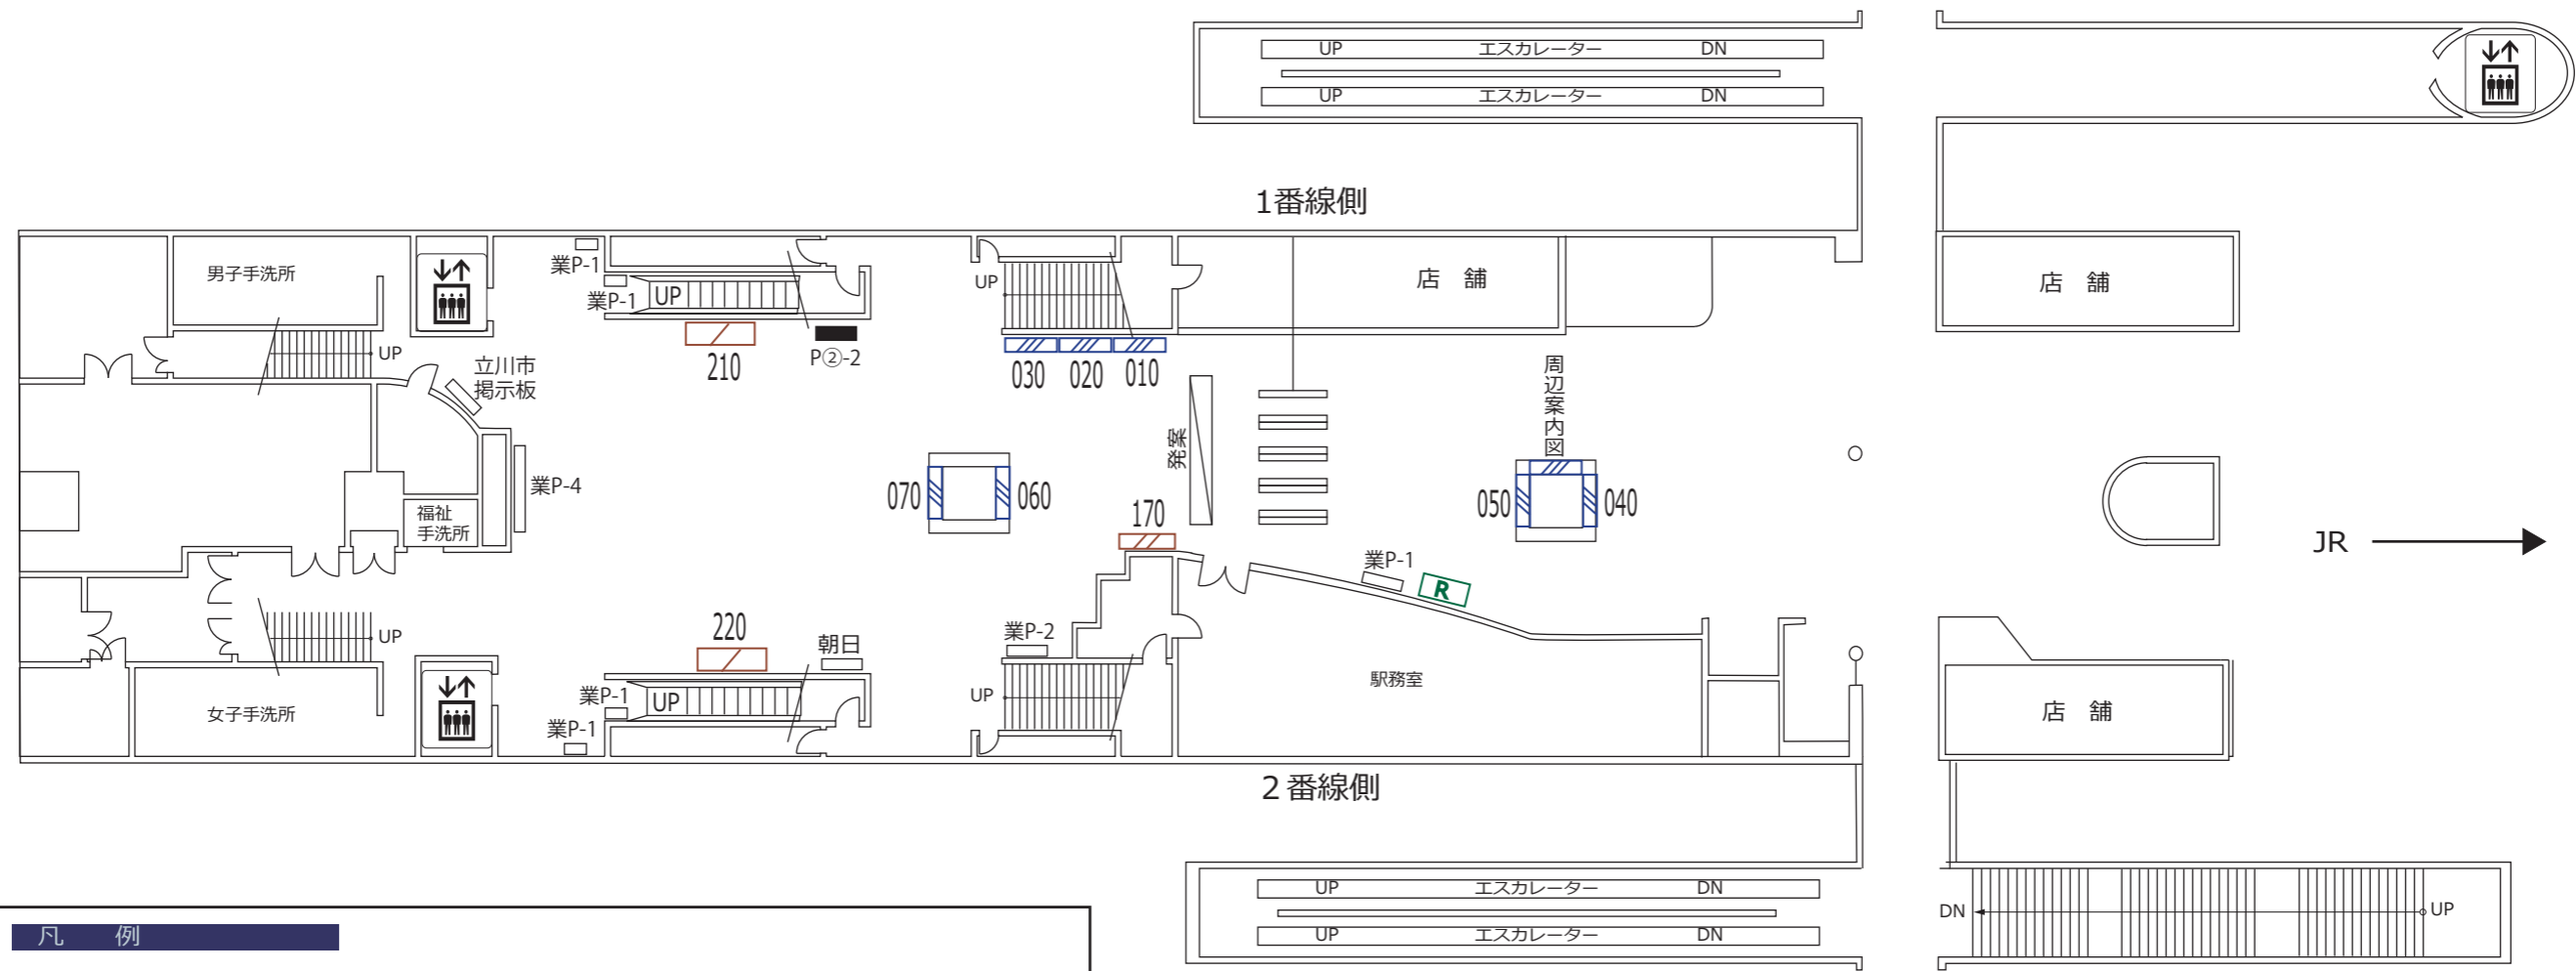 UP エスカレーター DN
UP エスカレーター DN
1番線側
男子手洗所
業P-1
業P-1
UP
UP
店 舗
店 舗
UP
立川市
掲示板
210
P②-2
030
020
010
周辺案内図
発案
業P-4
070
060
050
040
福祉
手洗所
170
JR
業P-1
R
UP
220
朝日
業P-2
駅務室
女子手洗所
業P-1
UP
業P-1
UP
店 舗
2番線側
UP エスカレーター DN
UP エスカレーター DN
DN
UP
凡 例